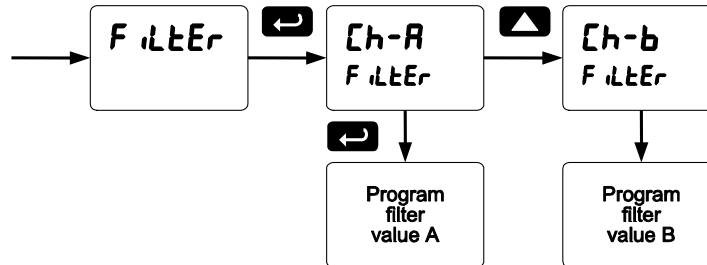 FiLtEr
Ch-A
FiLtEr
Ch-b
FiLtEr
Program
filter
value A
Program
filter
value B